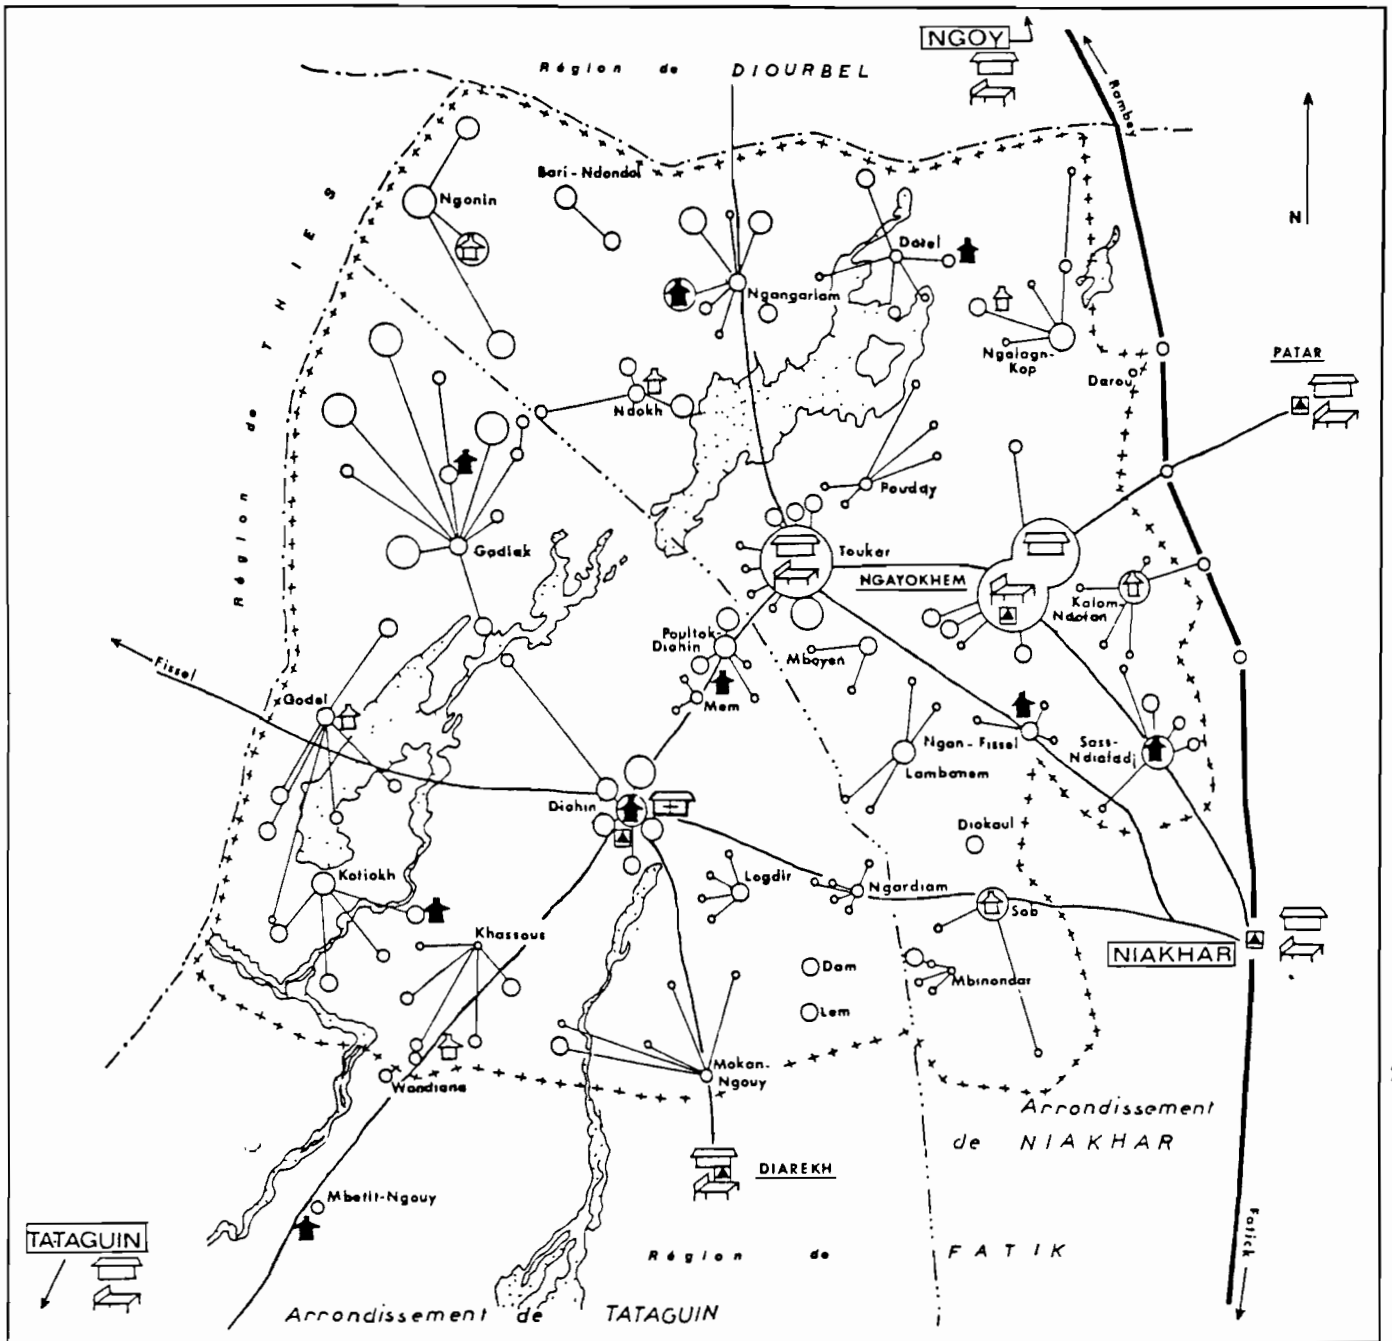 NGOY
Région de DIOURBEL
Bambey
Bari-Ndondol
Ngonin
N
Région de THIES
Datel
Ngangarlam
Ngalagn-
Kop
PATAR
Darou
Ndokh
Pouday
Godlek
Toukar
NGAYOKHEM
Kalom-
Ndofan
Poultok-
Diohin
Mboyen
Fissel
Godel
Mem
Ngan-Fissel
Sass-
Ndiafadj
Lambanem
Diohin
Diokoul
Kotiokh
Logdir
Ngardiam
Sob
Khassous
NIAKHAR
Dam
Mbinondar
Lem
Mokan-
Ngouy
Wandiane
Arrondissement
de NIAKHAR
DIAREKH
Mbetit-Ngouy
Fatick
TATAGUIN
Région de FATIK
Arrondissement de TATAGUIN